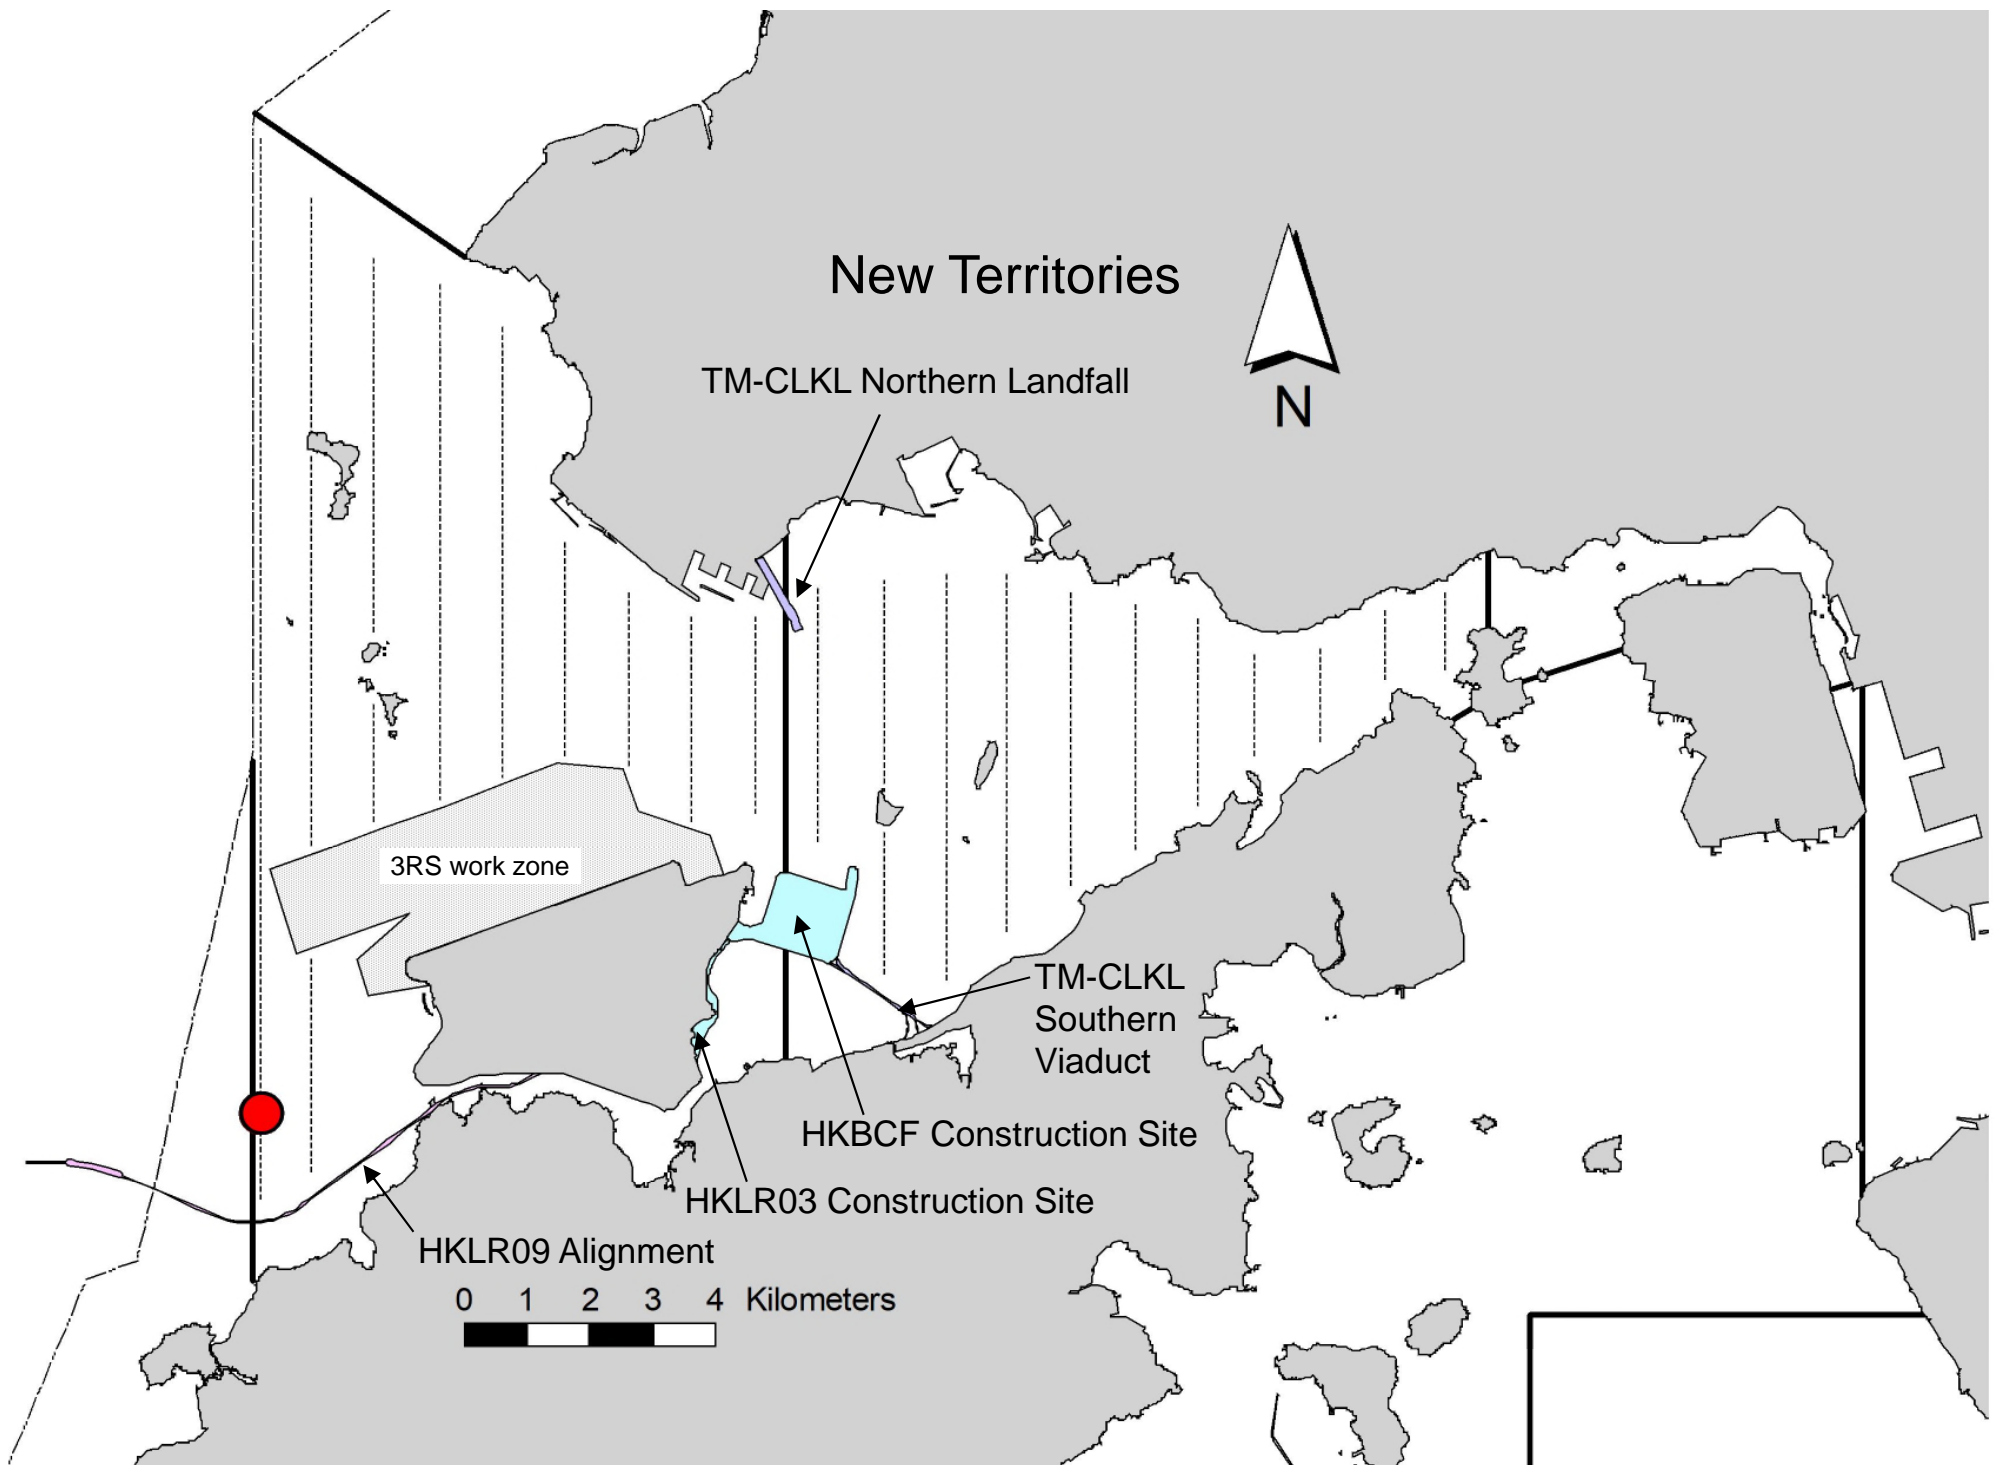 New Territories
TM-CLKL Northern Landfall
N
3RS work zone
TM-CLKL
Southern
Viaduct
HKBCF Construction Site
HKLR03 Construction Site
HKLR09 Alignment
0 1 2 3 4 Kilometers